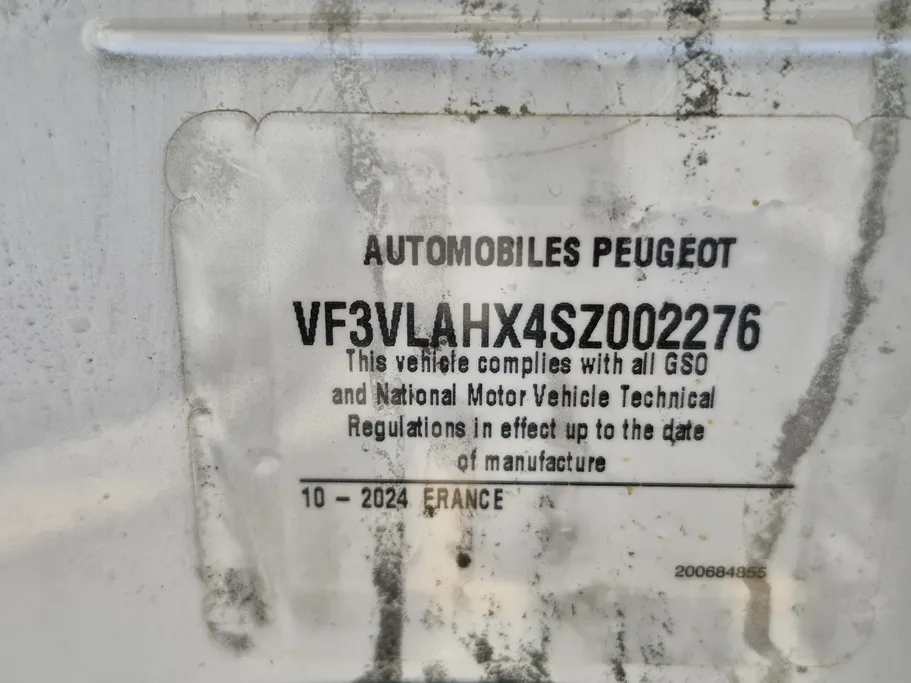 AUTOMOBILES PEUGEOT
VF3VLAHX4SZ002276
This vehicle complies with all GSO
and National Motor Vehicle Technical
Regulations in effect up to the date
of manufacture
10 - 2024 FRANCE
200684855